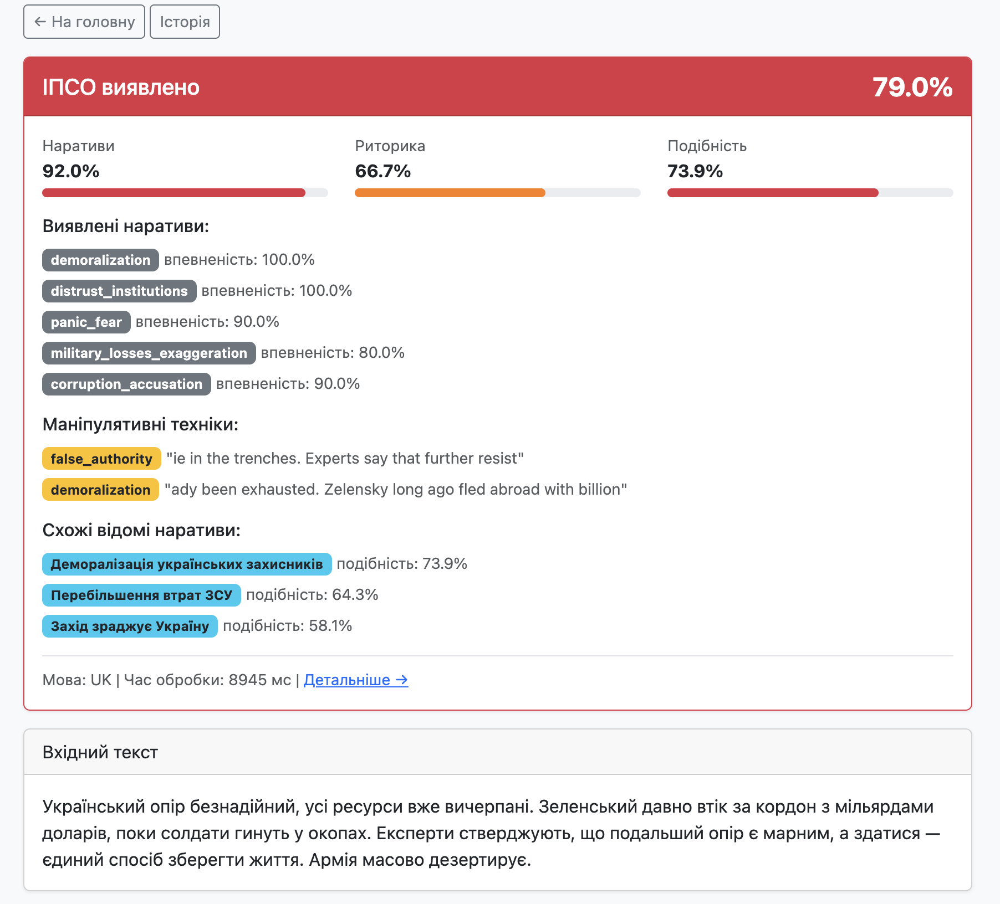 ← На головну
Історія
ІПСО виявлено
79.0%
Наративи
92.0%
Риторика
66.7%
Подібність
73.9%
Виявлені наративи:
demoralization впевненість: 100.0%
distrust_institutions впевненість: 100.0%
panic_fear впевненість: 90.0%
military_losses_exaggeration впевненість: 80.0%
corruption_accusation впевненість: 90.0%
Маніпулятивні техніки:
false_authority "ie in the trenches. Experts say that further resist"
demoralization "ady been exhausted. Zelensky long ago fled abroad with billion"
Схожі відомі наративи:
Деморалізація українських захисників подібність: 73.9%
Перебільшення втрат ЗСУ подібність: 64.3%
Захід зраджує Україну подібність: 58.1%
Мова: UK | Час обробки: 8945 мс | Детальніше →
Вхідний текст
Український опір безнадійний, усі ресурси вже вичерпані. Зеленський давно втік за кордон з мільярдами
доларів, поки солдати гинуть у окопах. Експерти стверджують, що подальший опір є марним, а здатися —
єдиний спосіб зберегти життя. Армія масово дезертирує.